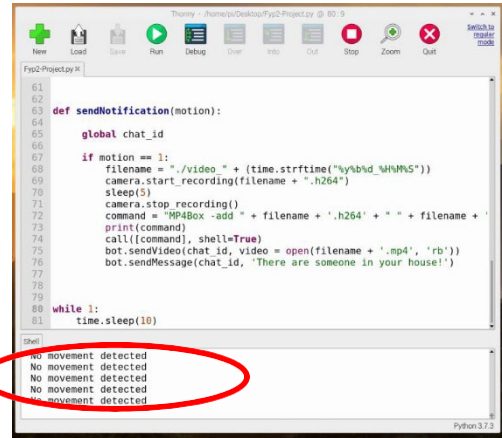 Thonny - /home/pi/Desktop/Fyp2-Project.py @ 80:9
New Load Save Run Debug Over Into Out Stop Zoom Quit
Switch to
regular
mode
Fyp2-Project.py ×
61
62
63 def sendNotification(motion):
64
65 global chat_id
66
67 if motion == 1:
68 filename = "./video_" + (time.strftime("%y%b%d_%H%M%S"))
69 camera.start_recording(filename + ".h264")
70 sleep(5)
71 camera.stop_recording()
72 command = "MP4Box -add " + filename + '.h264' + " " + filename + '
73 print(command)
74 call([command], shell=True)
75 bot.sendVideo(chat_id, video = open(filename + '.mp4', 'rb'))
76 bot.sendMessage(chat_id, 'There are someone in your house!')
77
78
79
80 while 1:
81 time.sleep(10)
Shell
No movement detected
No movement detected
No movement detected
No movement detected
No movement detected
Python 3.7.3